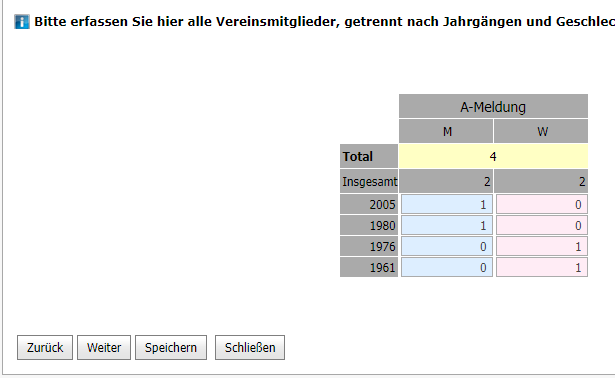 Bitte erfassen Sie hier alle Vereinsmitglieder, getrennt nach Jahrgängen und Geschlec
A-Meldung
M W
Total 4
Insgesamt 2 2
2005 1 0
1980 1 0
1976 0 1
1961 0 1
Zurück Weiter Speichern Schließen